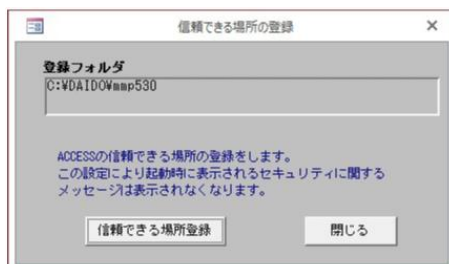 信頼できる場所の登録
登録フォルダ
C:¥DAIDO¥mmp530
ACCESSの信頼できる場所の登録をします。
この設定により起動時に表示されるセキュリティに関する
メッセージは表示されなくなります。
信頼できる場所登録
閉じる